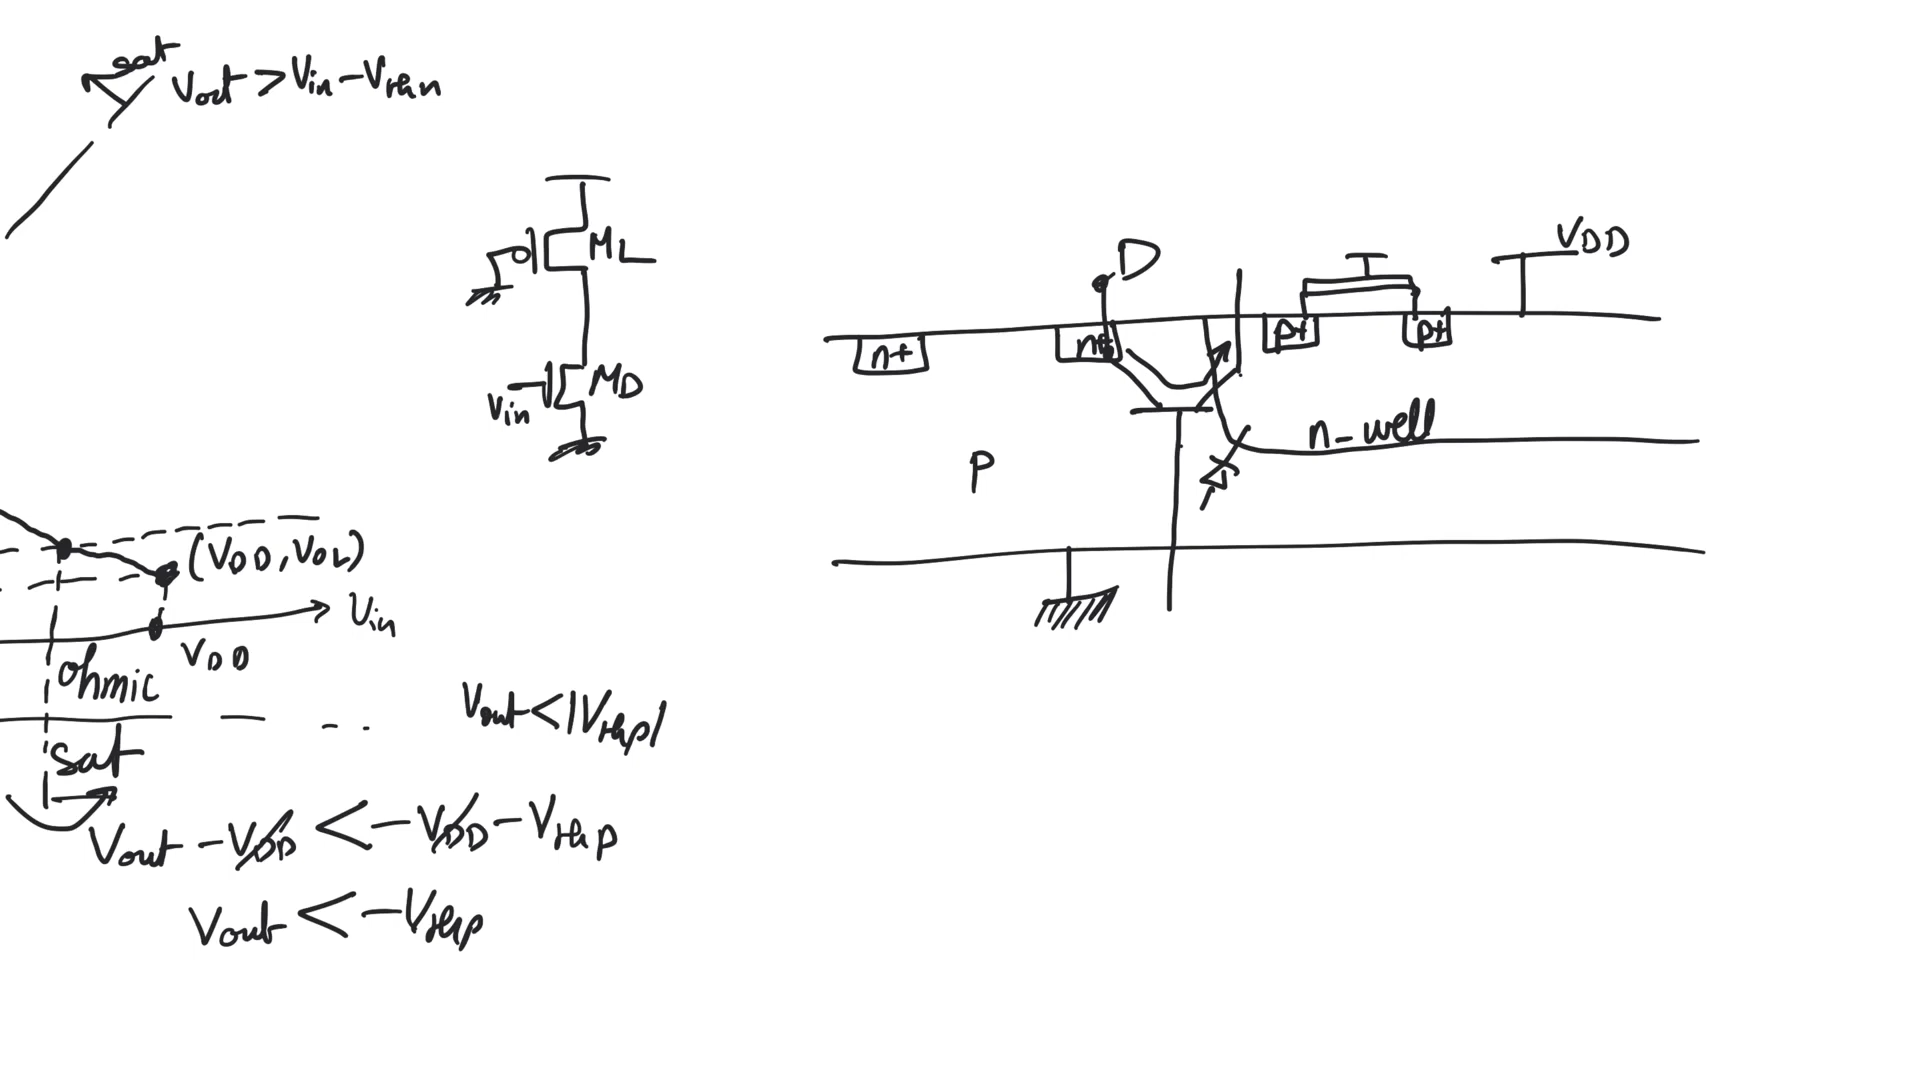 sat
Vout > Vin - Vthn
ML
Vin
MD
(VDD, VOL)
Vin
VDD
ohmic
sat
Vout < |Vthp|
Vout - VDD < - VDD - Vthp
Vout < - Vthp
D
VDD
n+
n+
p+
p+
n-well
P